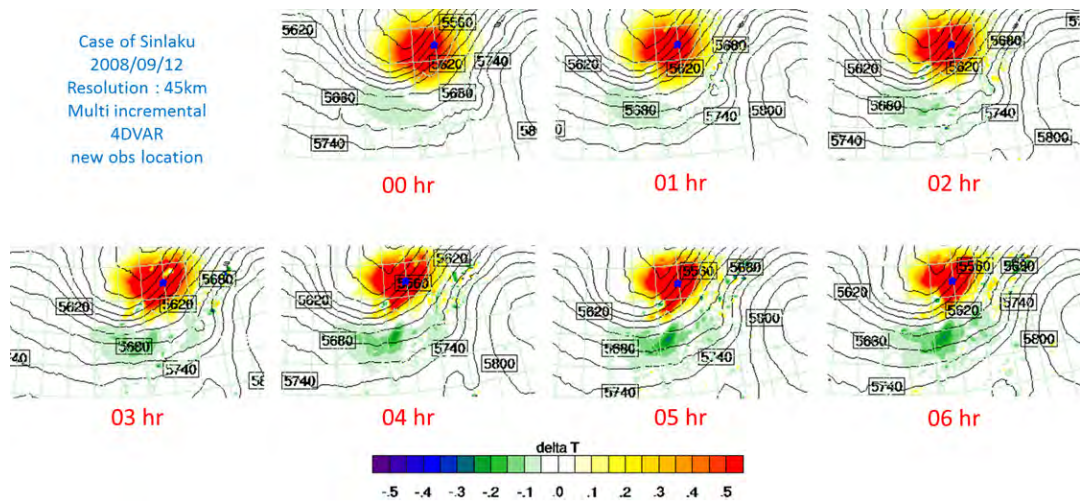 Case of Sinlaku
2008/09/12
Resolution : 45km
Multi incremental
4DVAR
new obs location
5620 5560 5740 5620 5680 5680 5740
00 hr
5680 5620 5680 5740 5800
01 hr
5680 5620 5680 5740 5740 5800
02 hr
5680 5620 5620 5680 5740
03 hr
5620 5560 5620 5680 5740 5800 5740
04 hr
5560 5680 5620 5620 5800 5680 5740
05 hr
5560 5680 5620 5740 5620 5680 5800 5740
06 hr
delta T
-.5 -.4 -.3 -.2 -.1 .0 .1 .2 .3 .4 .5